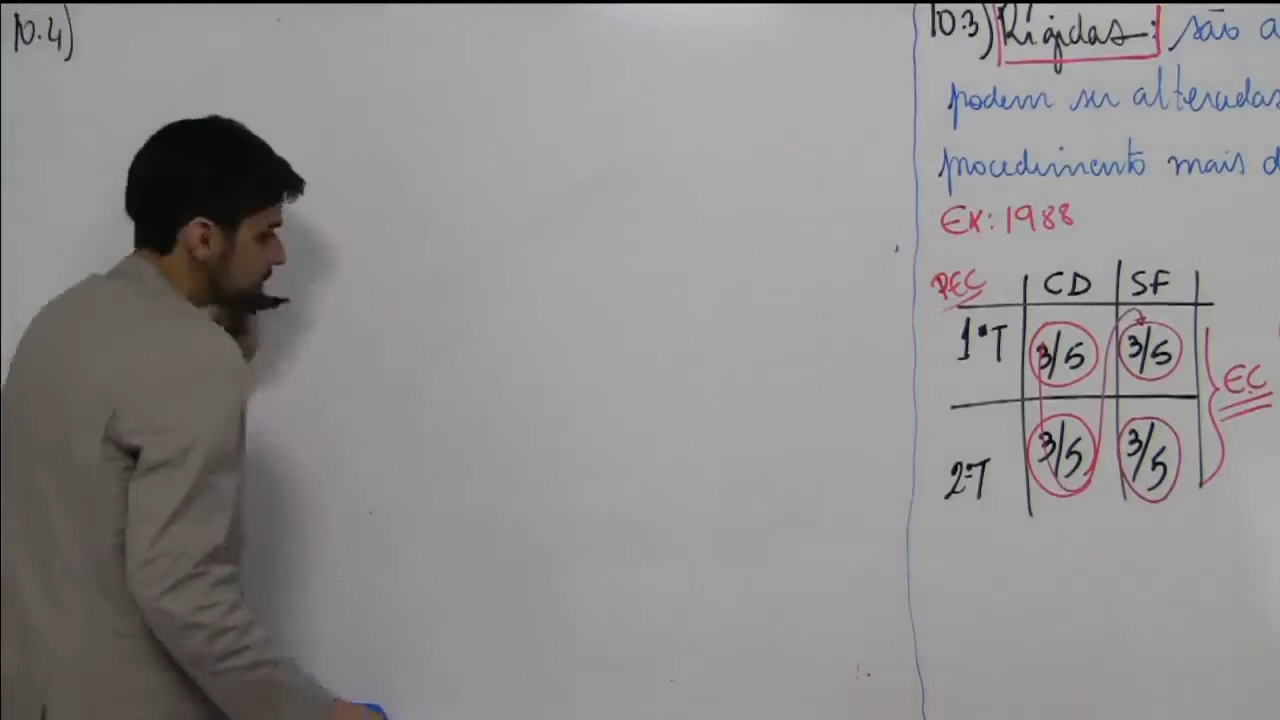 10.4)
10.3) Rígidas: são a
podem ser alteradas
procedimento mais d
EX: 1988
PEC CD SF
1ºT 3/5 3/5
EC
2ºT 3/5 3/5